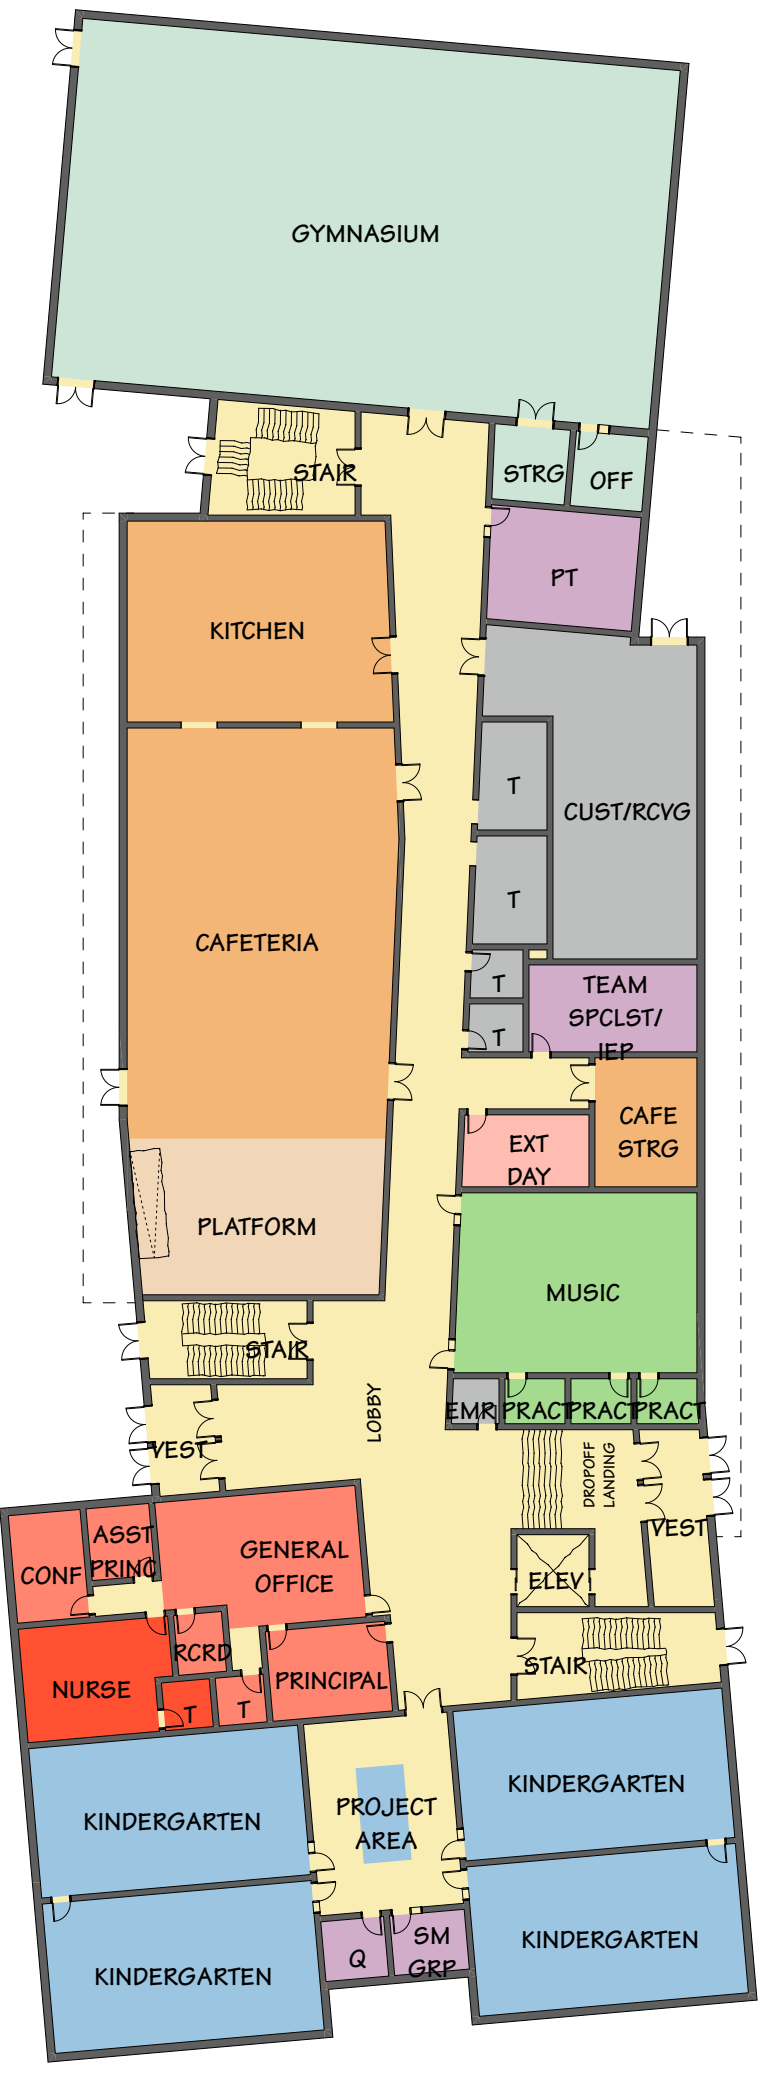 GYMNASIUM
STAIR
STRG
OFF
PT
KITCHEN
T
CUST/RCVG
T
CAFETERIA
T
TEAM
SPCLST/
IEP
T
CAFE
STRG
EXT
DAY
PLATFORM
MUSIC
STAIR
LOBBY
EMR
PRACT
PRACT
PRACT
VEST
DROPOFF
LANDING
VEST
ASST
PRINC
CONF
GENERAL
OFFICE
ELEV
RCRD
STAIR
NURSE
PRINCIPAL
T
T
KINDERGARTEN
PROJECT
AREA
KINDERGARTEN
KINDERGARTEN
Q
SM
GRP
KINDERGARTEN